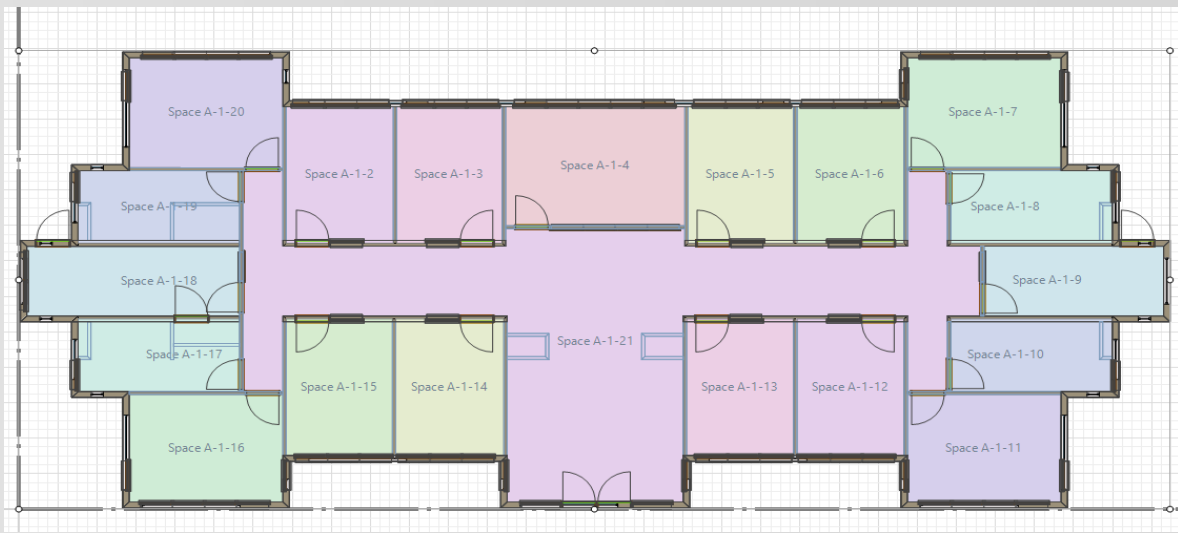 Space A-1-20
Space A-1-7
Space A-1-4
Space A-1-2
Space A-1-3
Space A-1-5
Space A-1-6
Space A-1-19
Space A-1-8
Space A-1-18
Space A-1-9
Space A-1-21
Space A-1-17
Space A-1-10
Space A-1-15
Space A-1-14
Space A-1-13
Space A-1-12
Space A-1-16
Space A-1-11